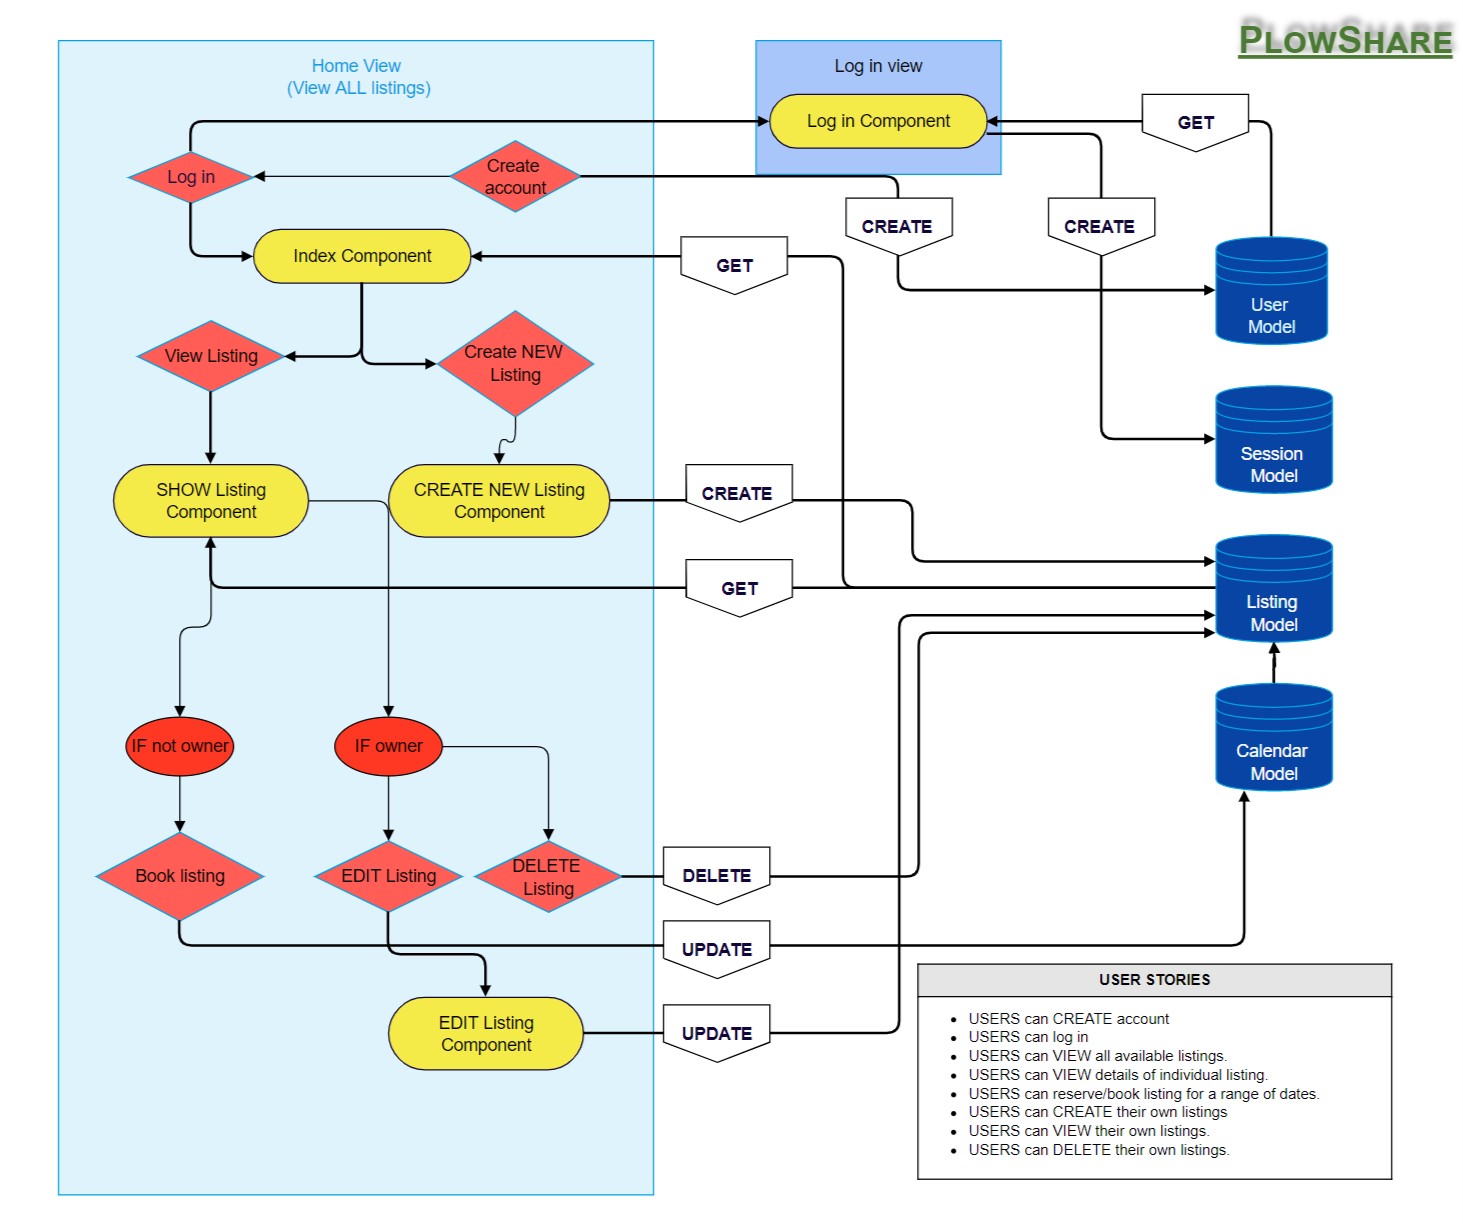 PLOWSHARE
Home View
(View ALL listings)
Log in view
Log in Component
GET
Log in
Create
account
CREATE
CREATE
Index Component
GET
User
Model
View Listing
Create NEW
Listing
Session
Model
SHOW Listing
Component
CREATE NEW Listing
Component
CREATE
GET
Listing
Model
IF not owner
IF owner
Calendar
Model
Book listing
EDIT Listing
DELETE
Listing
DELETE
UPDATE
EDIT Listing
Component
UPDATE
USER STORIES
• USERS can CREATE account
• USERS can log in
• USERS can VIEW all available listings.
• USERS can VIEW details of individual listing.
• USERS can reserve/book listing for a range of dates.
• USERS can CREATE their own listings
• USERS can VIEW their own listings.
• USERS can DELETE their own listings.